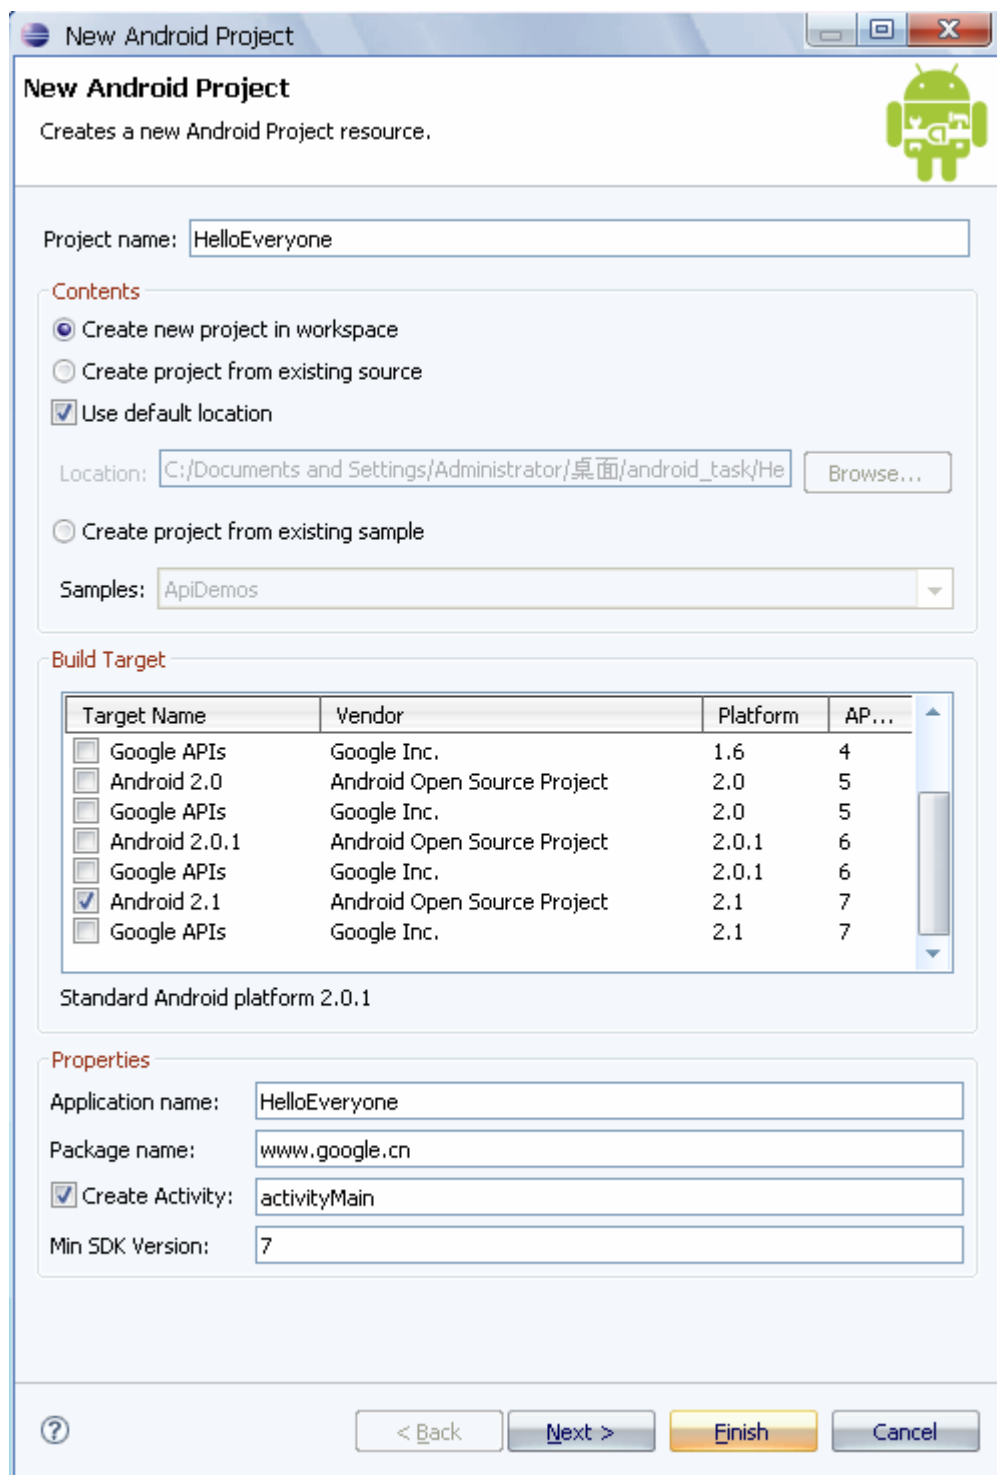 New Android Project
New Android Project
Creates a new Android Project resource.
Project name: HelloEveryone
Contents
Create new project in workspace
Create project from existing source
Use default location
Location: C:/Documents and Settings/Administrator/桌面/android_task/He Browse...
Create project from existing sample
Samples: ApiDemos
Build Target
Target Name Vendor Platform AP...
Google APIs Google Inc. 1.6 4
Android 2.0 Android Open Source Project 2.0 5
Google APIs Google Inc. 2.0 5
Android 2.0.1 Android Open Source Project 2.0.1 6
Google APIs Google Inc. 2.0.1 6
Android 2.1 Android Open Source Project 2.1 7
Google APIs Google Inc. 2.1 7
Standard Android platform 2.0.1
Properties
Application name: HelloEveryone
Package name: www.google.cn
Create Activity: activityMain
Min SDK Version: 7
? < Back Next > Finish Cancel